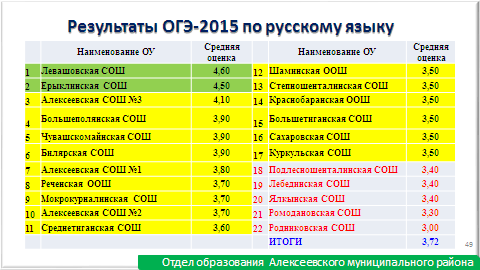 Результаты ОГЭ-2015 по русскому языку
Наименование ОУ Средняя оценка Наименование ОУ Средняя оценка
1 Левашовская СОШ 4,60 12 Шаминская ООШ 3,50
2 Ерыклинская СОШ 4,50 13 Степношенталинская СОШ 3,50
3 Алексеевская СОШ №3 4,10 14 Краснобаранская ООШ 3,50
4 Большеполянская СОШ 3,90 15 Большетиганская СОШ 3,50
5 Чувашскомайнская СОШ 3,90 16 Сахаровская СОШ 3,50
6 Билярская СОШ 3,90 17 Куркульская СОШ 3,50
7 Алексеевская СОШ №1 3,80 18 Подлесношенталинская СОШ 3,40
8 Реченская ООШ 3,70 19 Лебединская СОШ 3,40
9 Мокрокурналинская СОШ 3,70 20 Ялкынская СОШ 3,40
10 Алексеевская СОШ №2 3,70 21 Ромодановская СОШ 3,30
11 Среднетиганская СОШ 3,60 22 Родниковская СОШ 3,00
ИТОГИ 3,72
49
Отдел образования Алексеевского муниципального района